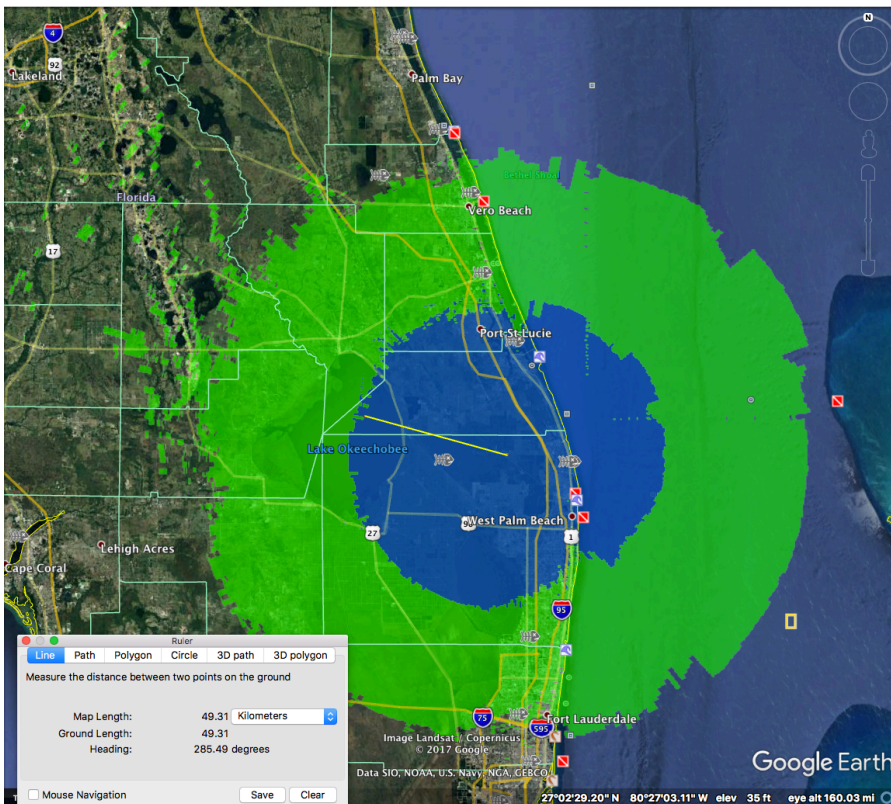 N
4
92
Lakeland
Palm Bay
Bethel Shoal
Florida
Vero Beach
17
Port St Lucie
Lake Okeechobee
West Palm Beach
27
98
1
Lehigh Acres
Cape Coral
95
75
595
Fort Lauderdale
Image Landsat / Copernicus
© 2017 Google
Data SIO, NOAA, U.S. Navy, NGA, GEBCO
Google Earth
27°02'29.20" N 80°27'03.11" W elev 35 ft eye alt 160.03 mi
Ruler
Line Path Polygon Circle 3D path 3D polygon
Measure the distance between two points on the ground
Map Length: 49.31 Kilometers
Ground Length: 49.31
Heading: 285.49 degrees
Mouse Navigation Save Clear